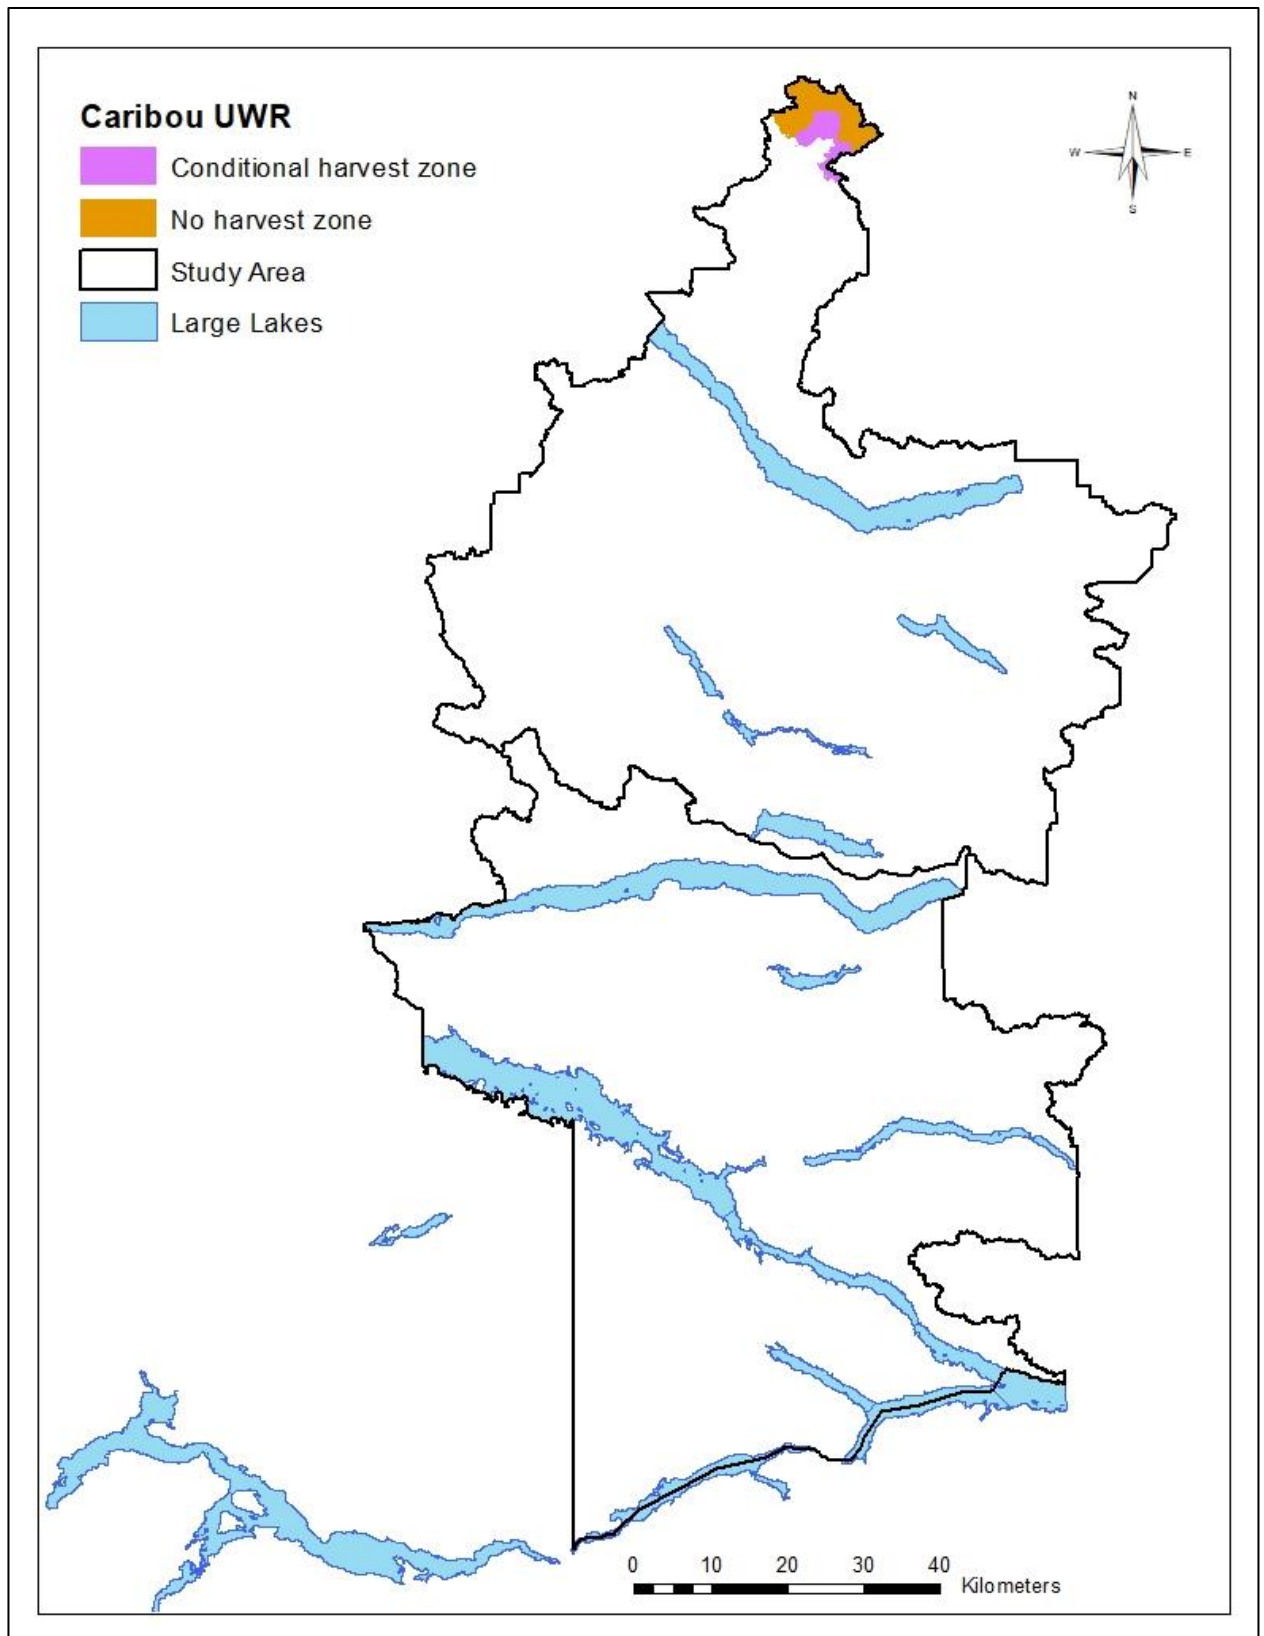 Caribou UWR
Conditional harvest zone
No harvest zone
Study Area
Large Lakes
N
W E
S
0 10 20 30 40
Kilometers